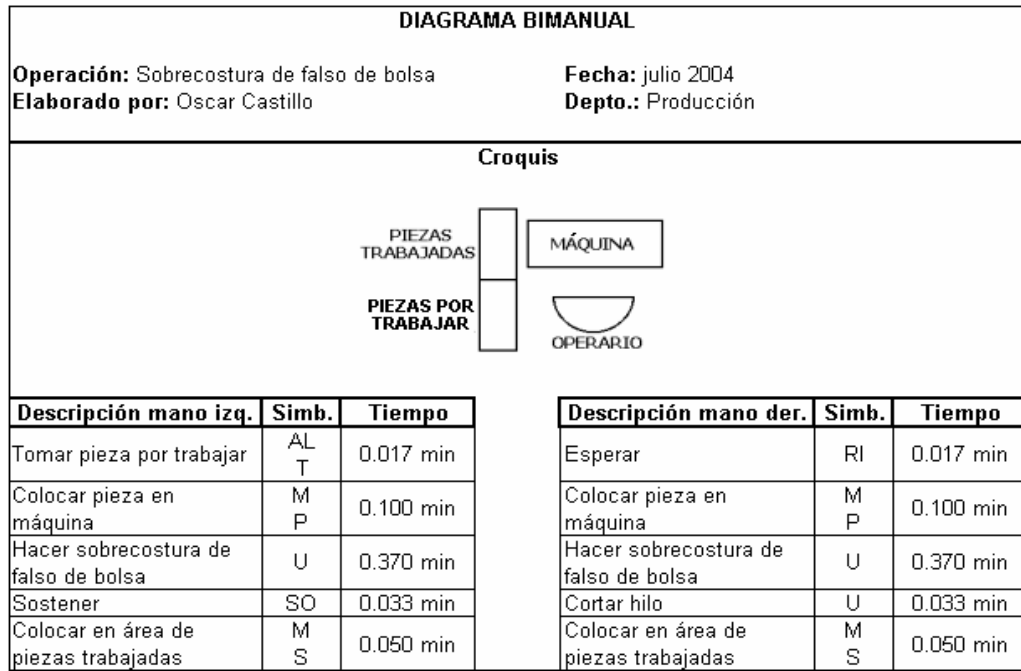 DIAGRAMA BIMANUAL
Operación: Sobrecostura de falso de bolsa
Fecha: julio 2004
Elaborado por: Oscar Castillo
Depto.: Producción
Croquis
PIEZAS
TRABAJADAS
MÁQUINA
PIEZAS POR
TRABAJAR
OPERARIO
Descripción mano izq. Simb. Tiempo
Tomar pieza por trabajar AL T 0.017 min
Colocar pieza en
máquina M P 0.100 min
Hacer sobrecostura de
falso de bolsa U 0.370 min
Sostener SO 0.033 min
Colocar en área de
piezas trabajadas M S 0.050 min
Descripción mano der. Simb. Tiempo
Esperar RI 0.017 min
Colocar pieza en
máquina M P 0.100 min
Hacer sobrecostura de
falso de bolsa U 0.370 min
Cortar hilo U 0.033 min
Colocar en área de
piezas trabajadas M S 0.050 min